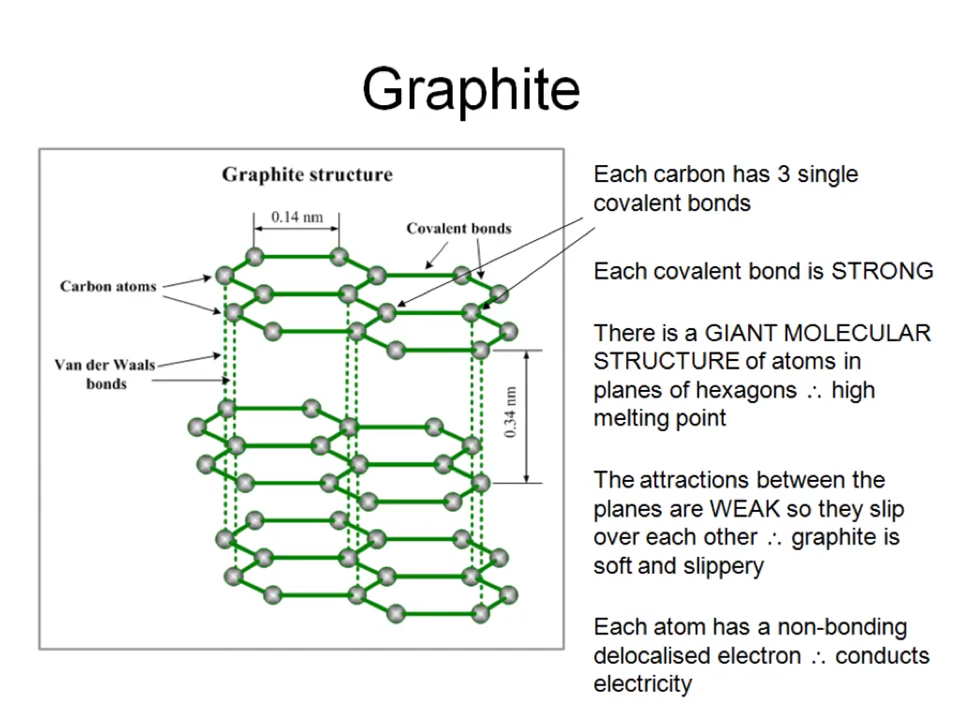 Graphite
Graphite structure
0.14 nm
Covalent bonds
Carbon atoms
Van der Waals
bonds
0.34 nm
Each carbon has 3 single
covalent bonds
Each covalent bond is STRONG
There is a GIANT MOLECULAR
STRUCTURE of atoms in
planes of hexagons ∴ high
melting point
The attractions between the
planes are WEAK so they slip
over each other ∴ graphite is
soft and slippery
Each atom has a non-bonding
delocalised electron ∴ conducts
electricity